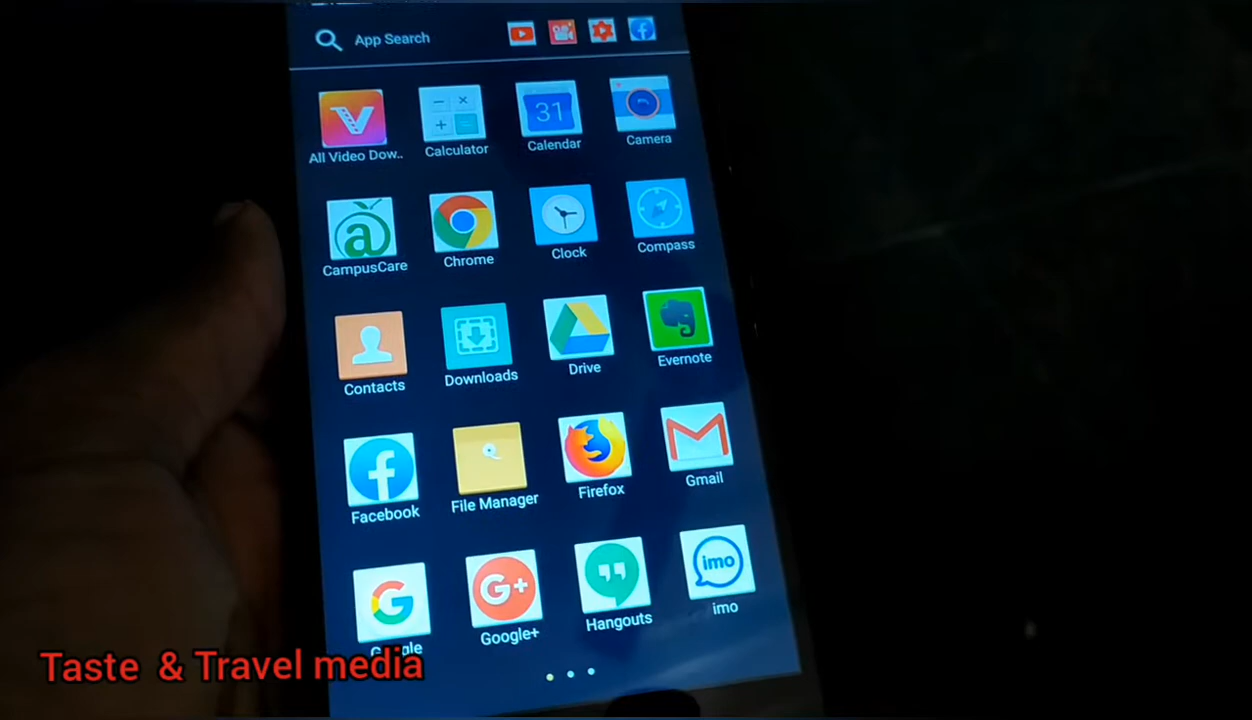 App Search
All Video Dow..
Calculator
Calendar
31
Camera
CampusCare
Chrome
Clock
Compass
Contacts
Downloads
Drive
Evernote
Facebook
File Manager
Firefox
Gmail
Google+
Hangouts
imo
imo
Taste & Travel media